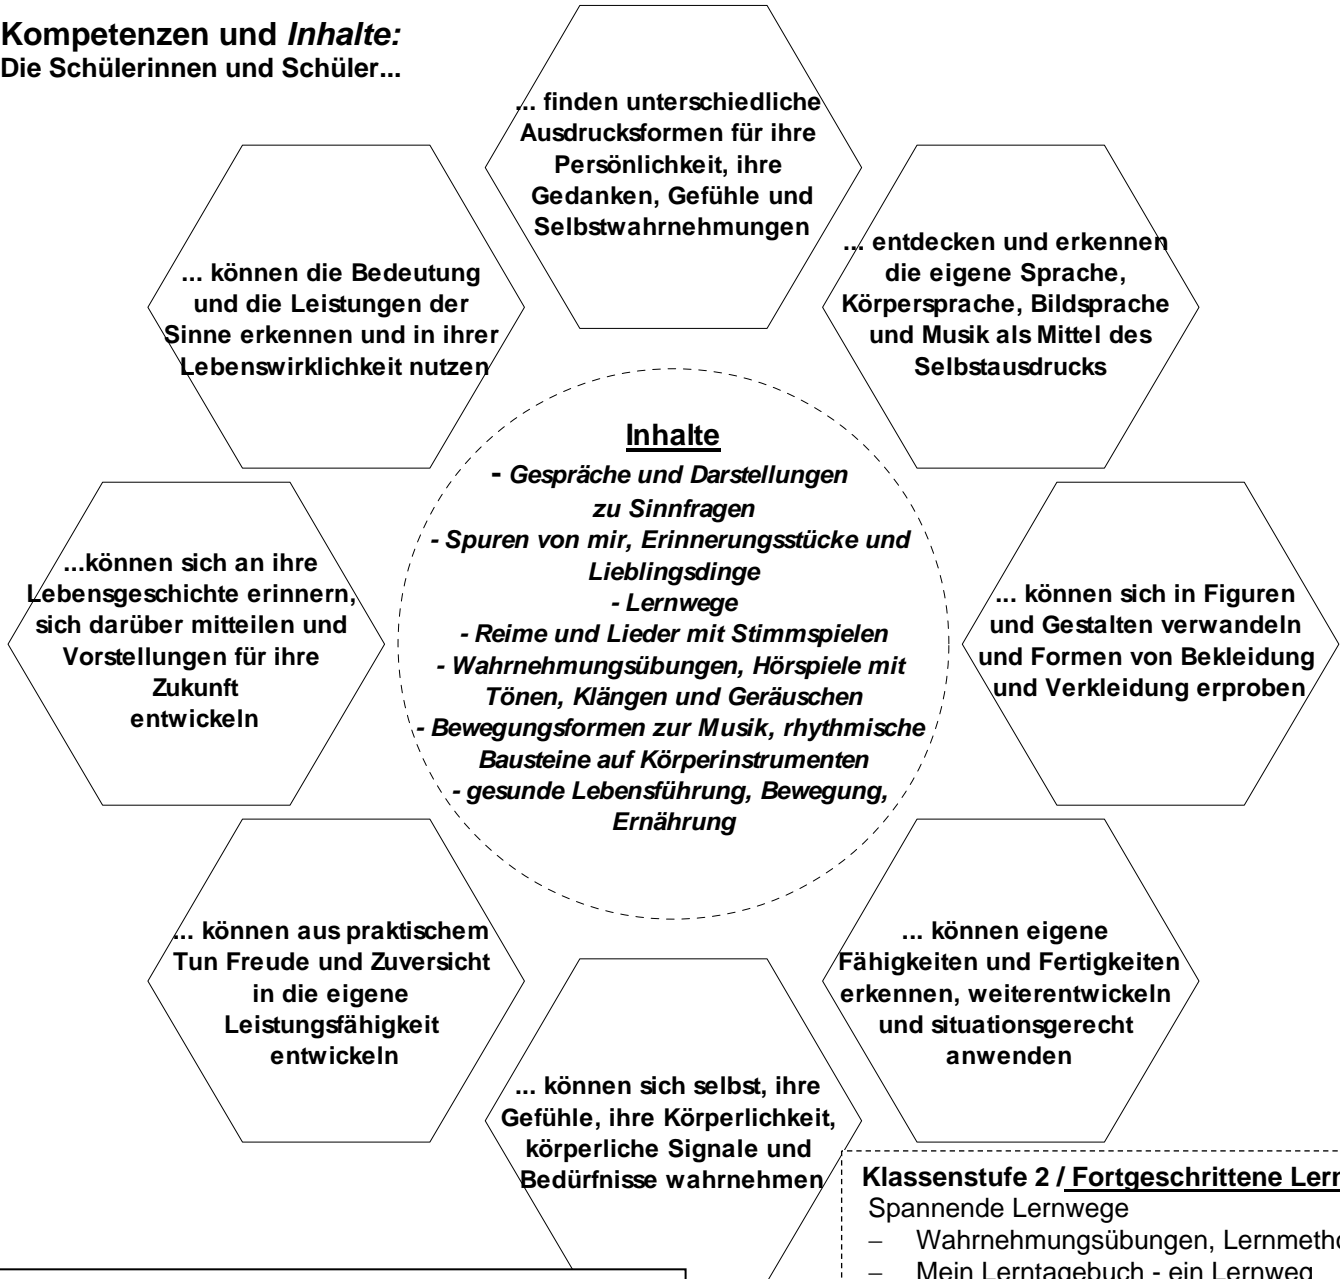 Kompetenzen und Inhalte:
Die Schülerinnen und Schüler...
... finden unterschiedliche
Ausdrucksformen für ihre
Persönlichkeit, ihre
Gedanken, Gefühle und
Selbstwahrnehmungen
... entdecken und erkennen
die eigene Sprache,
Körpersprache, Bildsprache
und Musik als Mittel des
Selbstausdrucks
... können die Bedeutung
und die Leistungen der
Sinne erkennen und in ihrer
Lebenswirklichkeit nutzen
Inhalte
- Gespräche und Darstellungen
zu Sinnfragen
- Spuren von mir, Erinnerungsstücke und
Lieblingsdinge
- Lernwege
- Reime und Lieder mit Stimmspielen
- Wahrnehmungsübungen, Hörspiele mit
Tönen, Klängen und Geräuschen
- Bewegungsformen zur Musik, rhythmische
Bausteine auf Körperinstrumenten
- gesunde Lebensführung, Bewegung,
Ernährung
...können sich an ihre
Lebensgeschichte erinnern,
sich darüber mitteilen und
Vorstellungen für ihre
Zukunft
entwickeln
... können sich in Figuren
und Gestalten verwandeln
und Formen von Bekleidung
und Verkleidung erproben
... können aus praktischem
Tun Freude und Zuversicht
in die eigene
Leistungsfähigkeit
entwickeln
... können eigene
Fähigkeiten und Fertigkeiten
erkennen, weiterentwickeln
und situationsgerecht
anwenden
... können sich selbst, ihre
Gefühle, ihre Körperlichkeit,
körperliche Signale und
Bedürfnisse wahrnehmen
Klassenstufe 2 / Fortgeschrittene
Spannende Lernwege
– Wahrnehmungsübungen,
– Mein Lerntagebuch - ein Lernweg